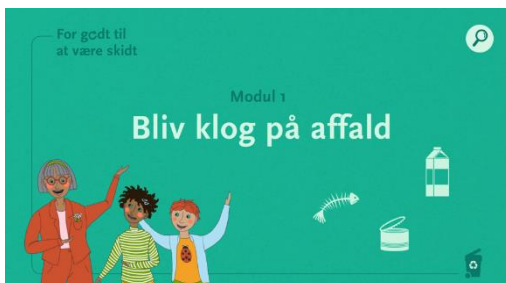 For godt til
at være skidt
Modul 1
Bliv klog på affald